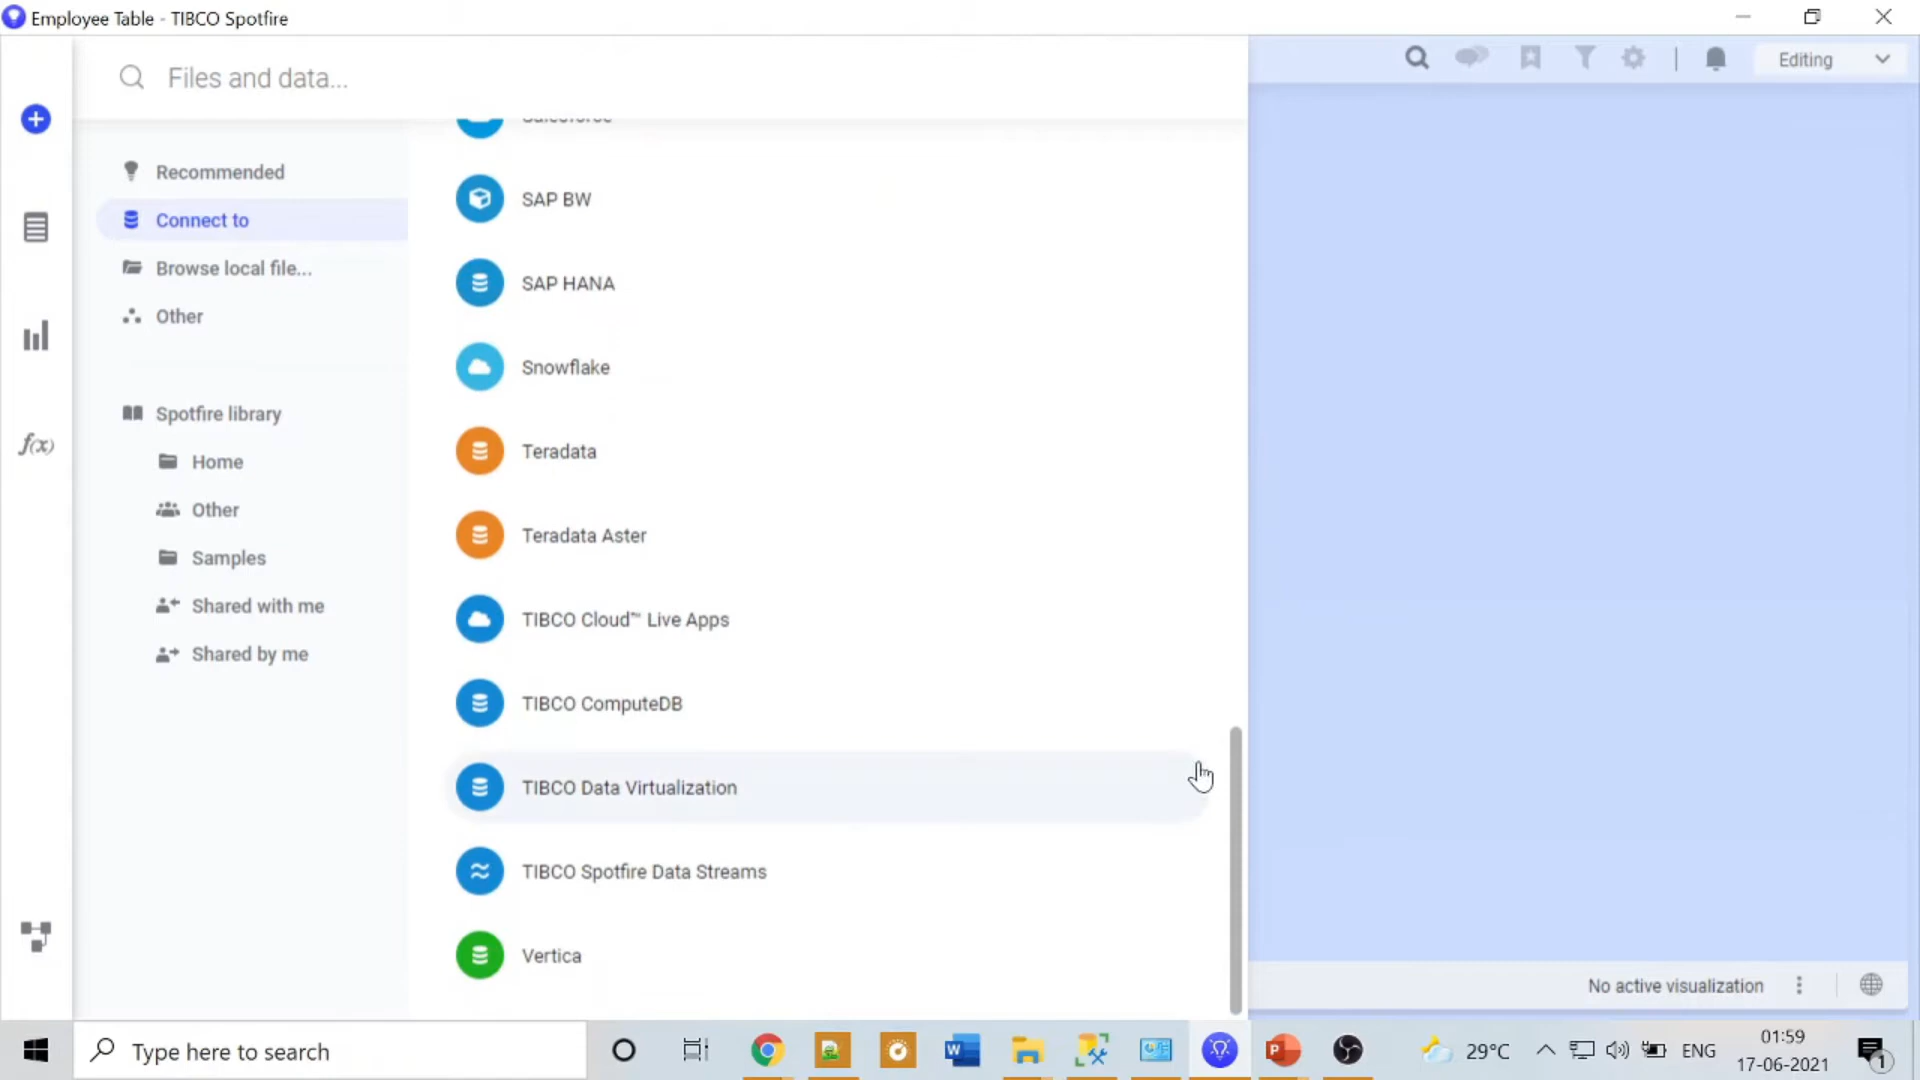 Employee Table - TIBCO Spotfire
Files and data...
Editing
Recommended
Connect to
Browse local file...
Other
Spotfire library
Home
Other
Samples
Shared with me
Shared by me
f(x)
Salesforce
SAP BW
SAP HANA
Snowflake
Teradata
Teradata Aster
TIBCO Cloud™ Live Apps
TIBCO ComputeDB
TIBCO Data Virtualization
TIBCO Spotfire Data Streams
Vertica
No active visualization
Type here to search
29°C
ENG
01:59
17-06-2021
1